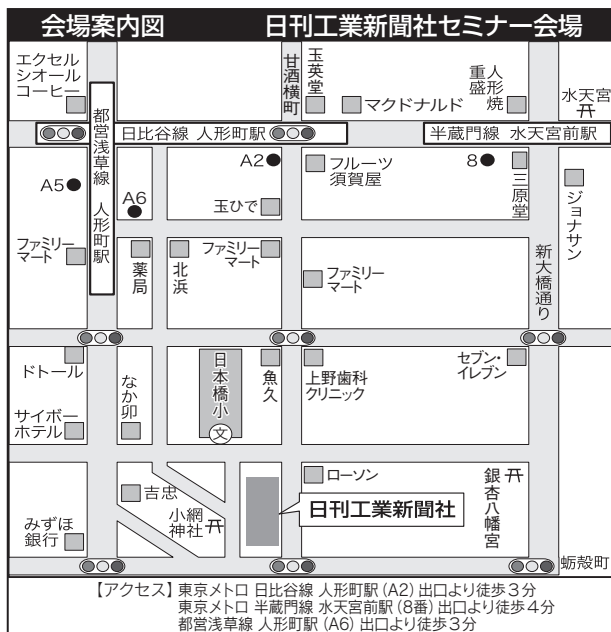 会場案内図　日刊工業新聞社セミナー会場
エクセル
シオール
コーヒー
都営浅草線 人形町駅
甘酒横町
玉英堂
マクドナルド
人形焼
重盛
水天宮
日比谷線 人形町駅
半蔵門線 水天宮前駅
A5
A6
A2
玉ひで
フルーツ
須賀屋
8
三原堂
ジョナサン
ファミリー
マート
薬局
北浜
ファミリー
マート
ファミリー
マート
新大橋通り
ドトール
なか卯
日本橋小
文
魚久
上野歯科
クリニック
セブン・
イレブン
サイボー
ホテル
吉忠
小網
神社
ローソン
日刊工業新聞社
銀杏八幡宮
みずほ
銀行
蛎殻町
【アクセス】東京メトロ 日比谷線 人形町駅（A2）出口より徒歩３分
東京メトロ 半蔵門線 水天宮前駅（8番）出口より徒歩４分
都営浅草線 人形町駅（A6）出口より徒歩３分